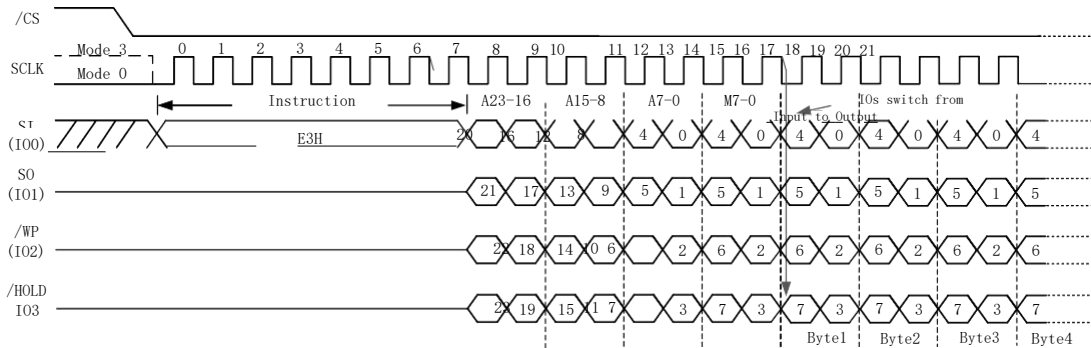 /CS
Mode 3 0 1 2 3 4 5 6 7 8 9 10 11 12 13 14 15 16 17 18 19 20 21
SCLK
Mode 0
Instruction A23-16 A15-8 A7-0 M7-0 IOs switch from
Input to Output
SI
(IO0)
E3H
20 16 12 8 4 0 4 0 4 0 4 0 4 0 4
SO
(IO1)
21 17 13 9 5 1 5 1 5 1 5 1 5 1 5
/WP
(IO2)
22 18 14 10 6 2 6 2 6 2 6 2 6 2 6
/HOLD
IO3
23 19 15 11 7 3 7 3 7 3 7 3 7 3 7
Byte1 Byte2 Byte3 Byte4